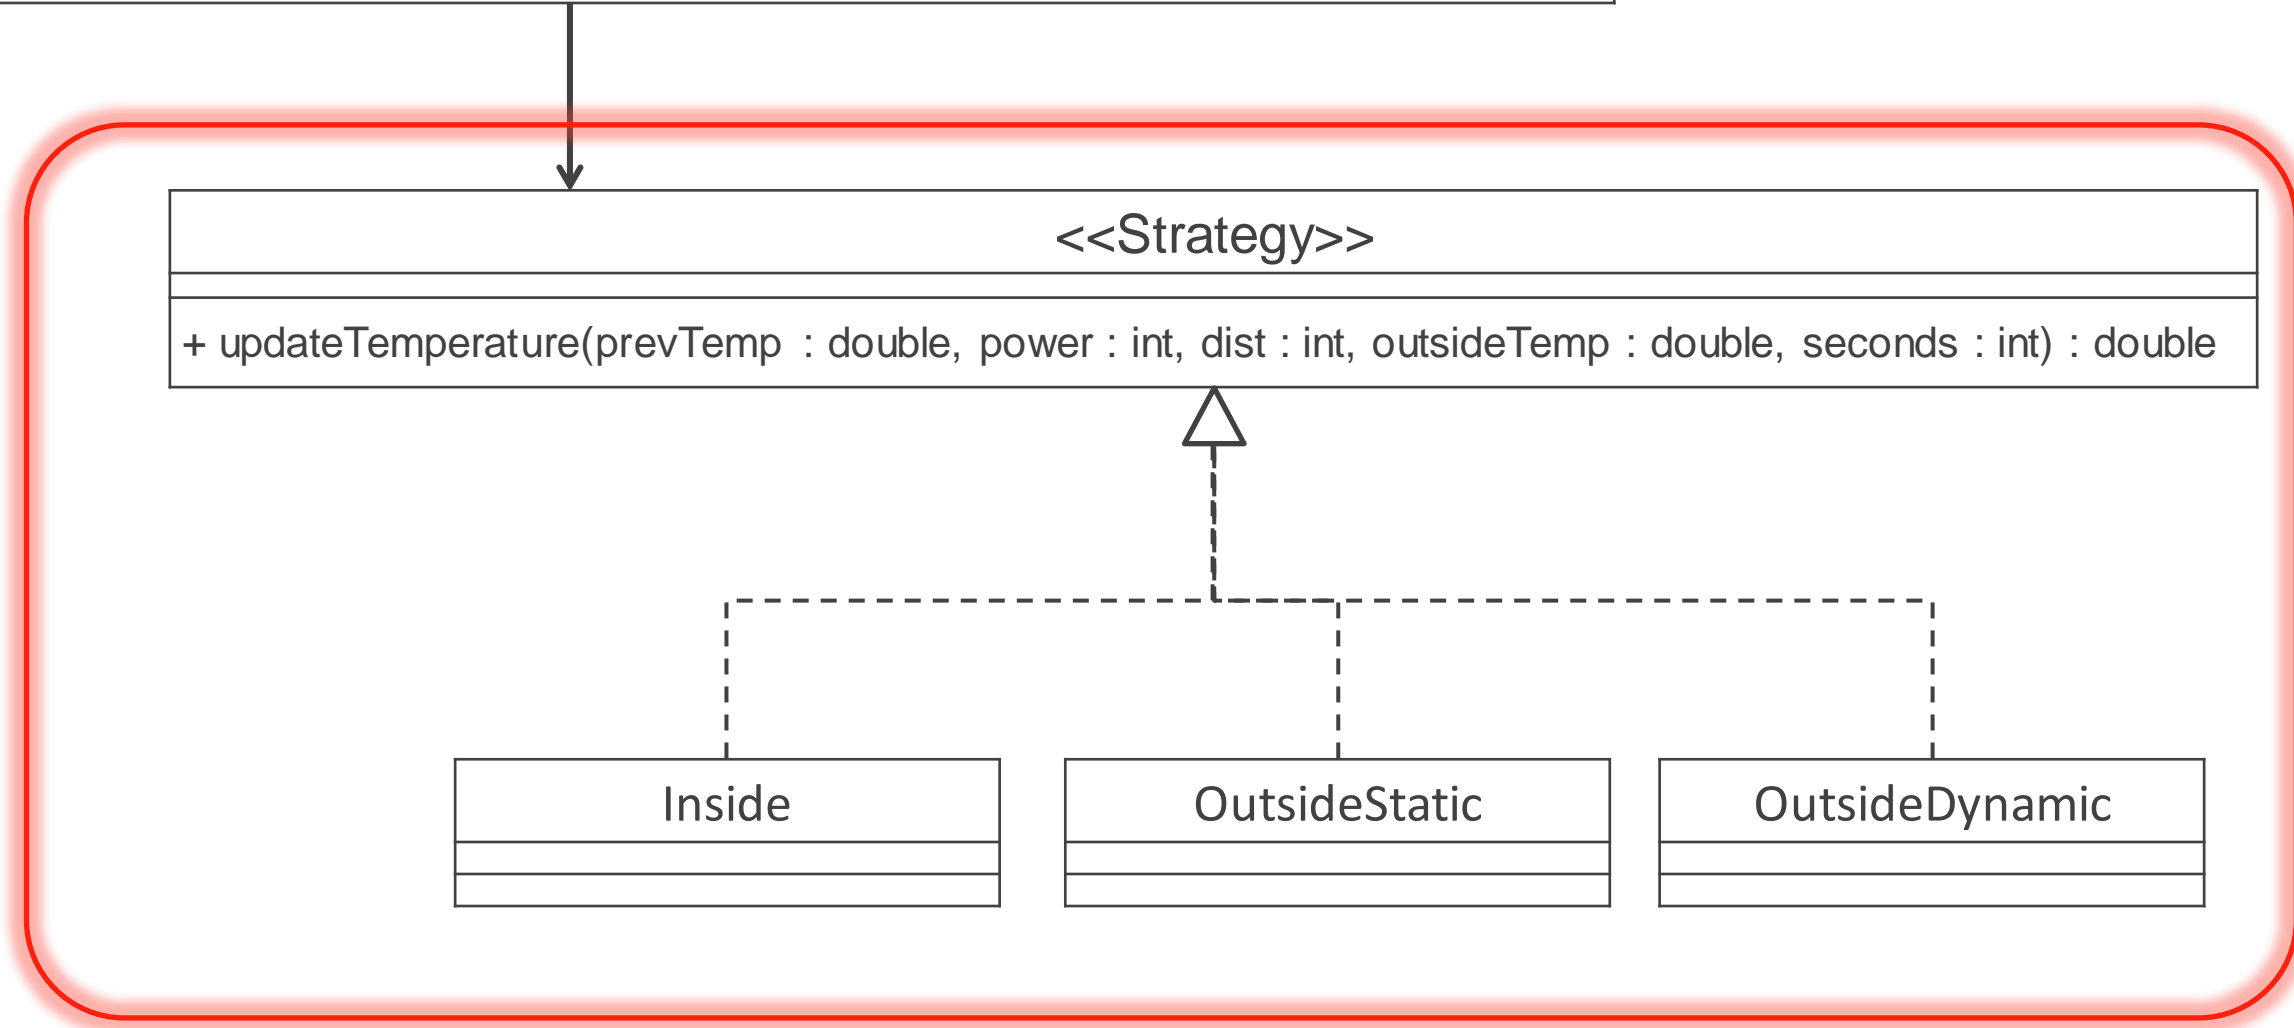 <<Strategy>>
+ updateTemperature(prevTemp : double, power : int, dist : int, outsideTemp : double, seconds : int) : double
Inside
OutsideStatic
OutsideDynamic